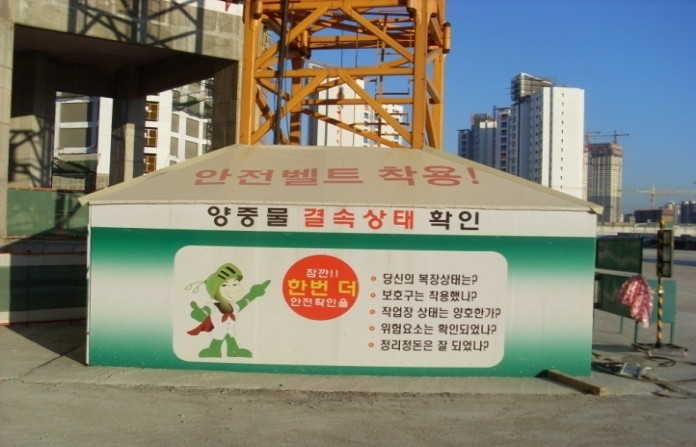 안전벨트 착용!
양중물 결속상태 확인
잠깐!!
한번 더
안전확인을
당신의 복장상태는?
보호구는 착용했나?
작업장 상태는 양호한가?
위험요소는 확인되었나?
정리정돈은 잘 되었나?